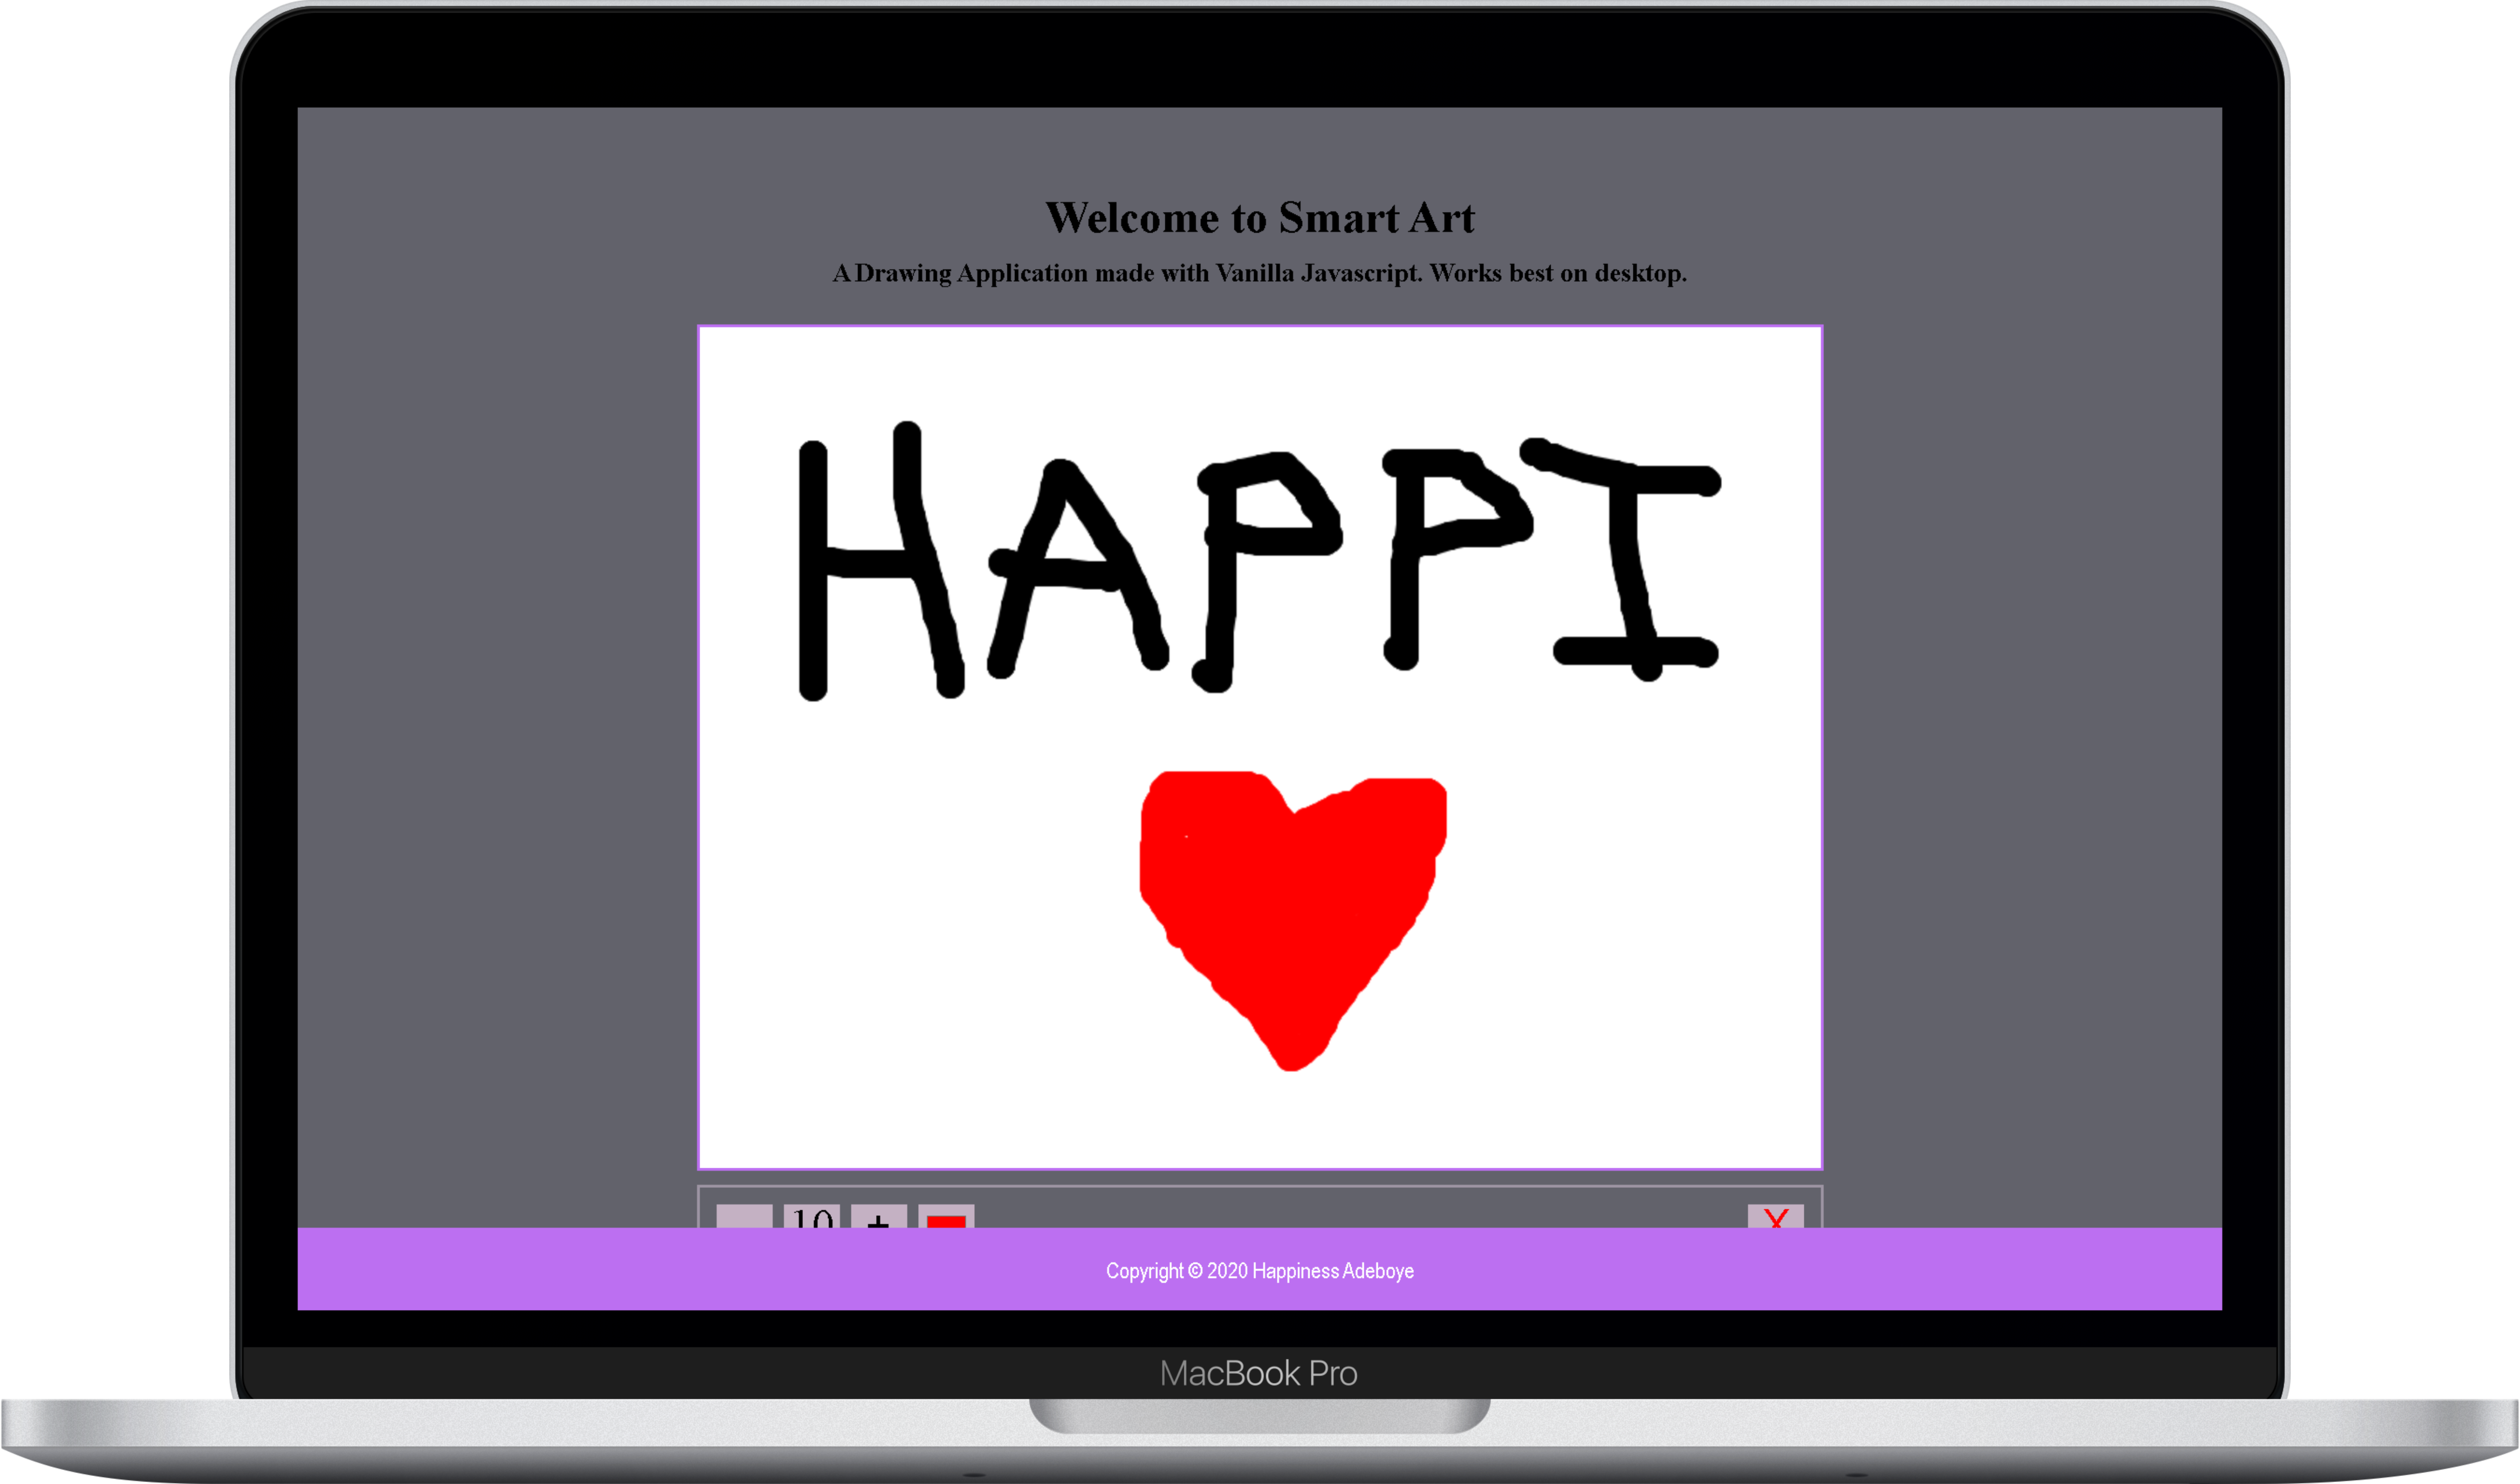 Welcome to Smart Art
A Drawing Application made with Vanilla Javascript. Works best on desktop.
HAPPI
10 + X
Copyright © 2020 Happiness Adeboye
MacBook Pro